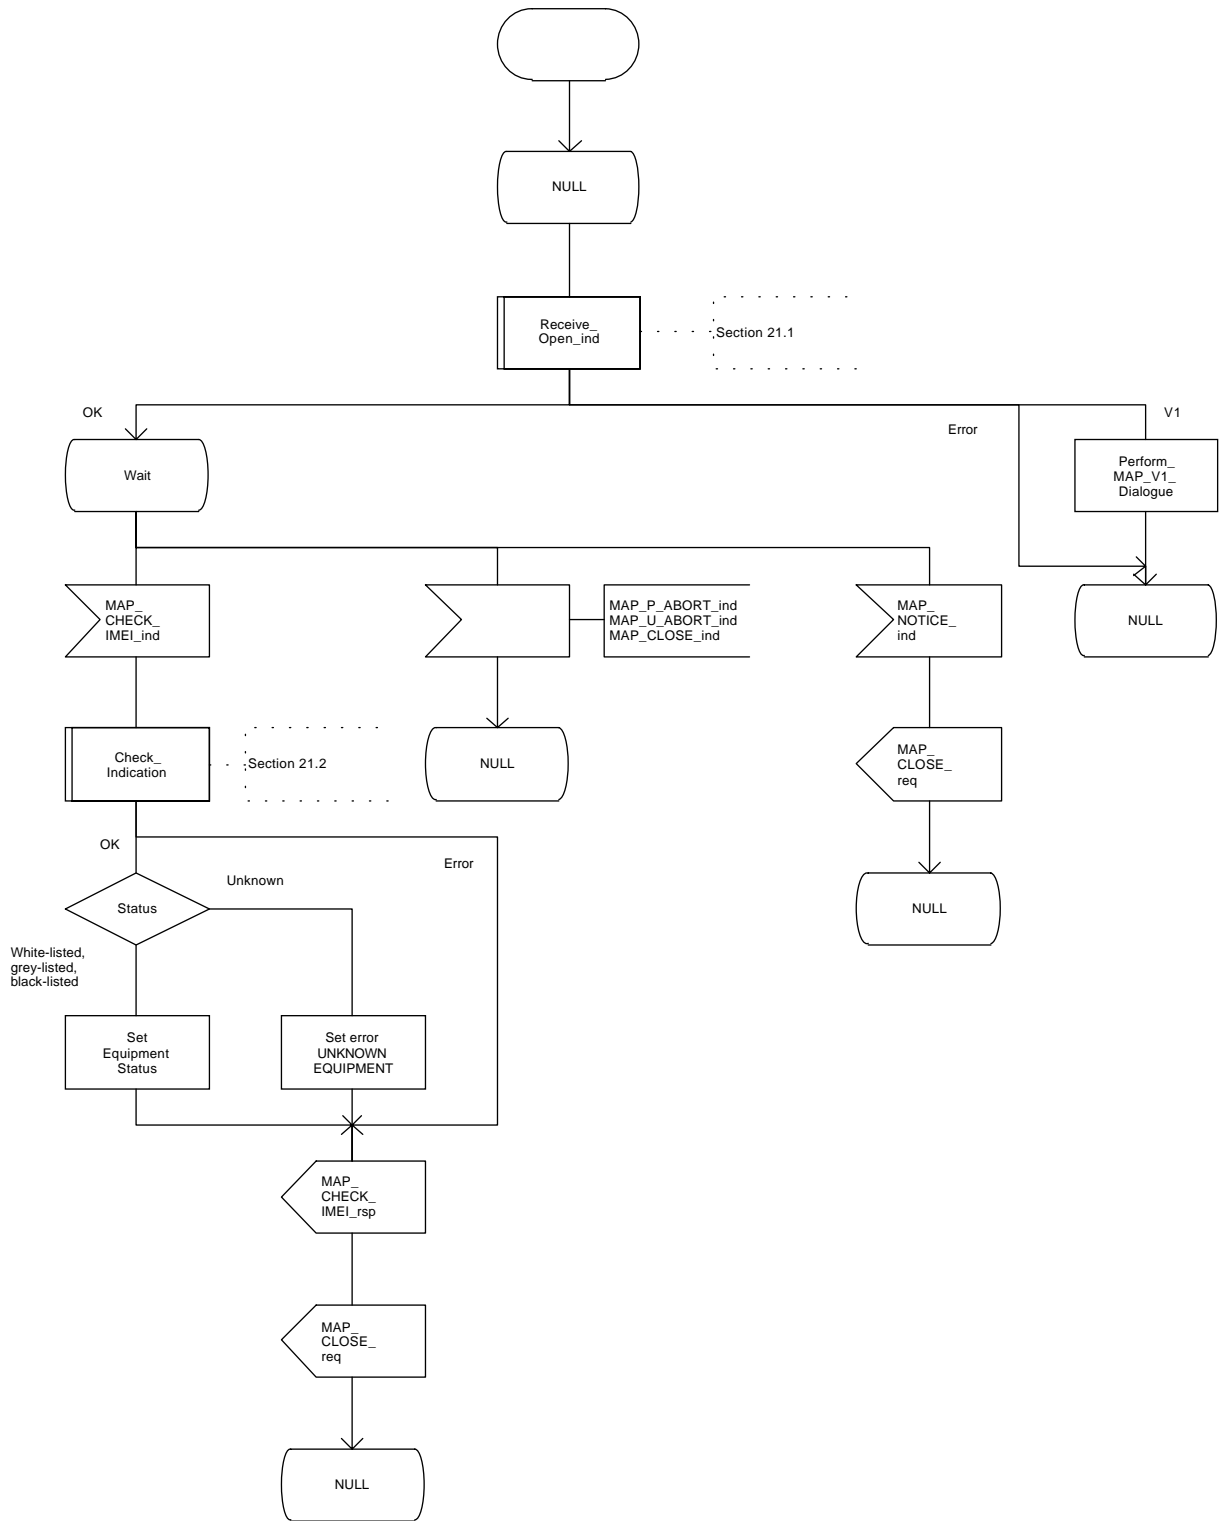 NULL
Receive_
Open_ind
Section 21.1
OK
Error
V1
Wait
Perform_
MAP_V1_
Dialogue
MAP_
CHECK_
IMEI_ind
MAP_P_ABORT_ind
MAP_U_ABORT_ind
MAP_CLOSE_ind
MAP_
NOTICE_
ind
NULL
Check_
Indication
Section 21.2
NULL
MAP_
CLOSE_
req
OK
Error
Unknown
Status
NULL
White-listed,
grey-listed,
black-listed
Set
Equipment
Status
Set error
UNKNOWN
EQUIPMENT
MAP_
CHECK_
IMEI_rsp
MAP_
CLOSE_
req
NULL